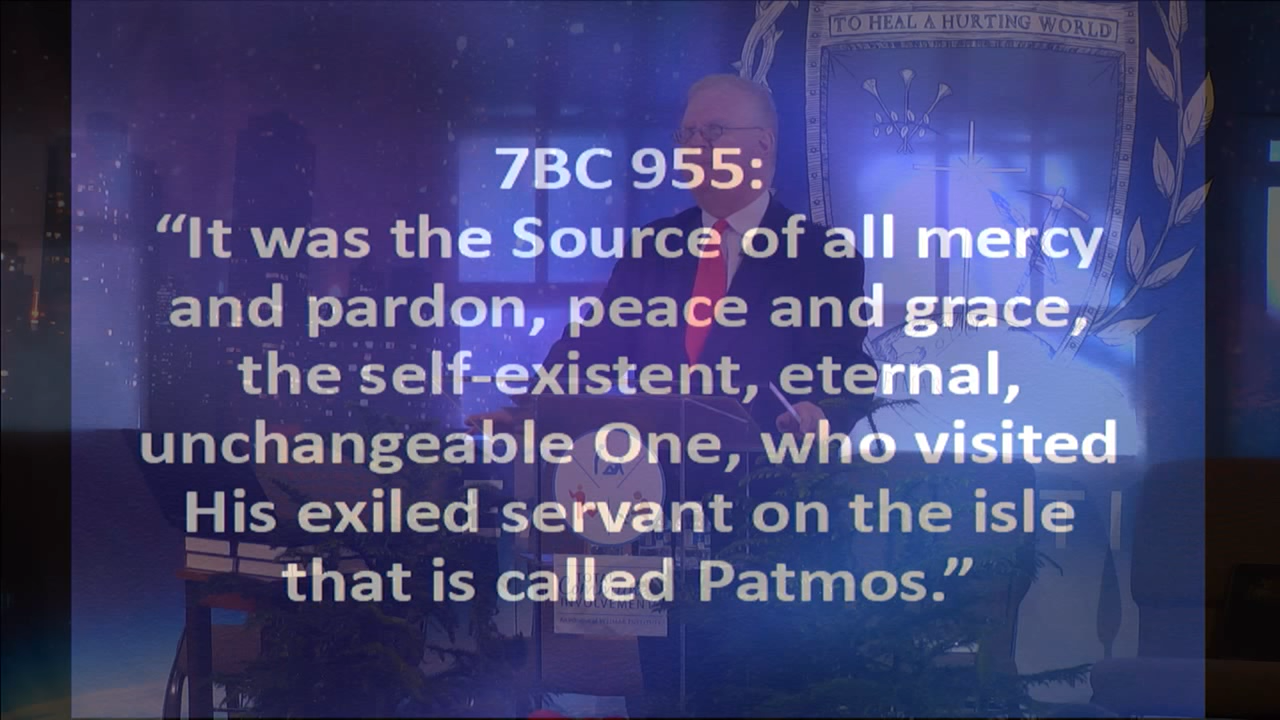 TO HEAL A HURTING WORLD
7BC 955:
“It was the Source of all mercy
and pardon, peace and grace,
the self-existent, eternal,
unchangeable One, who visited
His exiled servant on the isle
that is called Patmos.”
INVOLVEMENT